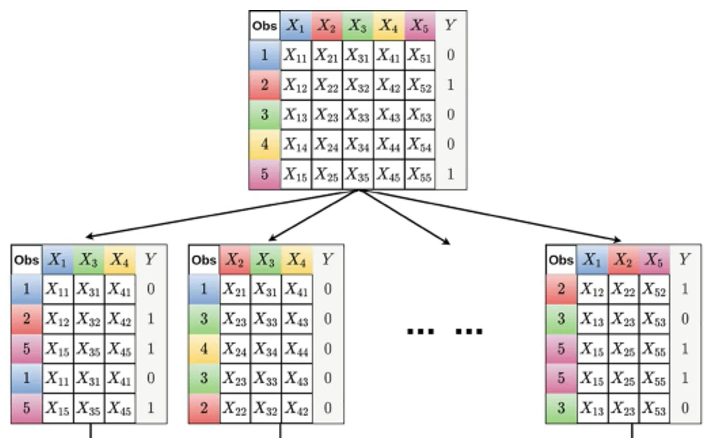 Obs X₁ X₂ X₃ X₄ X₅ Y
1 X₁₁ X₂₁ X₃₁ X₄₁ X₅₁ 0
2 X₁₂ X₂₂ X₃₂ X₄₂ X₅₂ 1
3 X₁₃ X₂₃ X₃₃ X₄₃ X₅₃ 0
4 X₁₄ X₂₄ X₃₄ X₄₄ X₅₄ 0
5 X₁₅ X₂₅ X₃₅ X₄₅ X₅₅ 1
Obs X₁ X₃ X₄ Y
1 X₁₁ X₃₁ X₄₁ 0
2 X₁₂ X₃₂ X₄₂ 1
5 X₁₅ X₃₅ X₄₅ 1
1 X₁₁ X₃₁ X₄₁ 0
5 X₁₅ X₃₅ X₄₅ 1
Obs X₂ X₃ X₄ Y
1 X₂₁ X₃₁ X₄₁ 0
3 X₂₃ X₃₃ X₄₃ 0
4 X₂₄ X₃₄ X₄₄ 0
3 X₂₃ X₃₃ X₄₃ 0
2 X₂₂ X₃₂ X₄₂ 0
... ...
Obs X₁ X₂ X₅ Y
2 X₁₂ X₂₂ X₅₂ 1
3 X₁₃ X₂₃ X₅₃ 0
5 X₁₅ X₂₅ X₅₅ 1
5 X₁₅ X₂₅ X₅₅ 1
3 X₁₃ X₂₃ X₅₃ 0